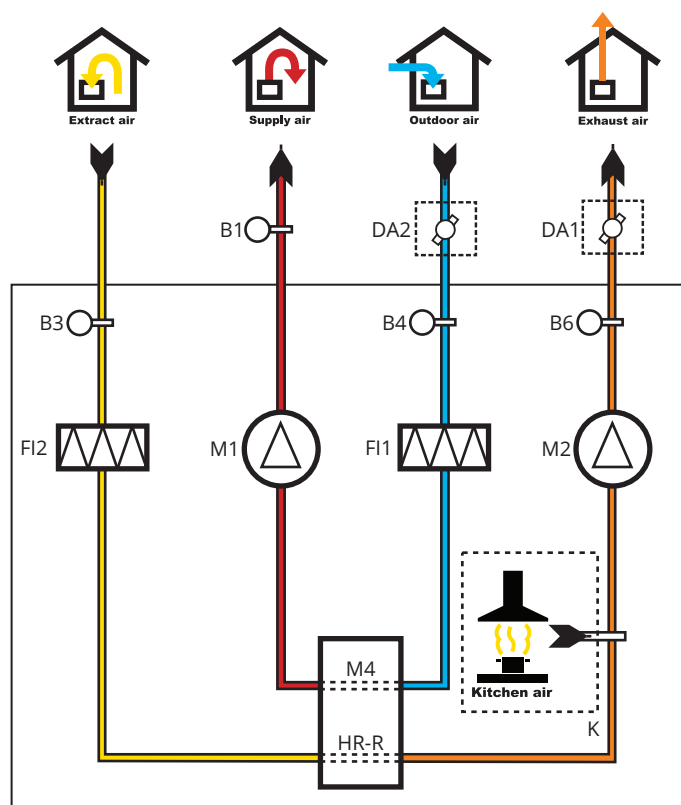 Extract air
Supply air
Outdoor air
Exhaust air
B1
DA2
DA1
B3
B4
B6
FI2
M1
FI1
M2
M4
Kitchen air
K
HR-R